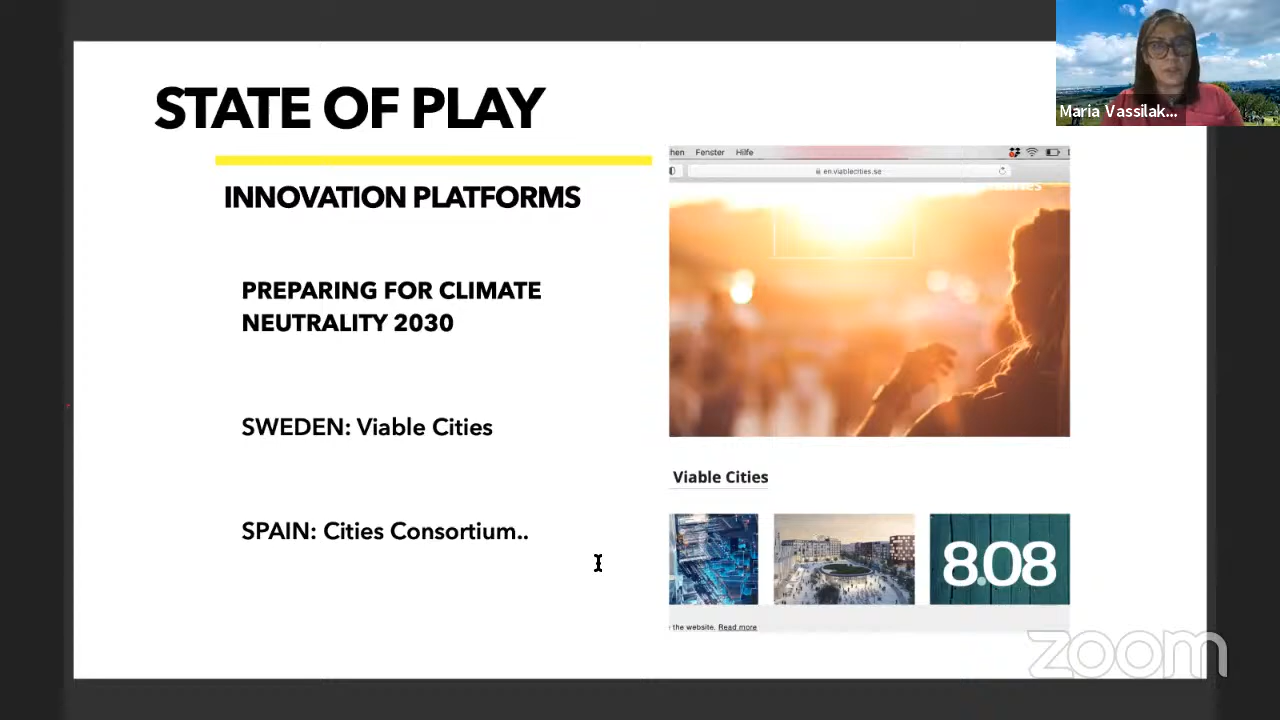 STATE OF PLAY
INNOVATION PLATFORMS
PREPARING FOR CLIMATE
NEUTRALITY 2030
SWEDEN: Viable Cities
SPAIN: Cities Consortium..
Maria Vassilak...
hen Fenster Hilfe
en.viablecities.se
Viable Cities
8.08
the website. Read more
zoom